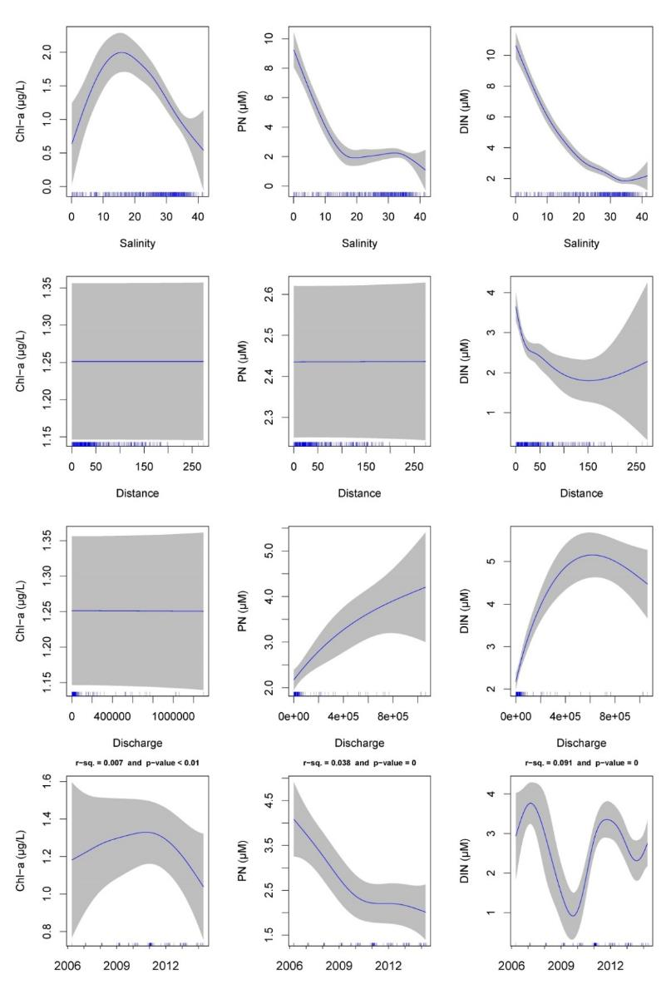 Chl-a (µg/L)
2.0
1.5
1.0
0.5
0.0
0 10 20 30 40
Salinity
PN (µM)
10
8
6
4
2
0
0 10 20 30 40
Salinity
DIN (µM)
10
8
6
4
2
0 10 20 30 40
Salinity
Chl-a (µg/L)
1.35
1.30
1.25
1.20
1.15
0 50 150 250
Distance
PN (µM)
2.6
2.5
2.4
2.3
0 50 150 250
Distance
DIN (µM)
4
3
2
1
0 50 150 250
Distance
Chl-a (µg/L)
1.35
1.30
1.25
1.20
1.15
0 400000 1000000
Discharge
PN (µM)
5.0
4.0
3.0
2.0
0e+00 4e+05 8e+05
Discharge
DIN (µM)
5
4
3
2
0e+00 4e+05 8e+05
Discharge
r-sq. = 0.007 and p-value < 0.01
Chl-a (µg/L)
1.6
1.4
1.2
1.0
0.8
2006 2009 2012
r-sq. = 0.038 and p-value = 0
PN (µM)
4.5
3.5
2.5
1.5
2006 2009 2012
r-sq. = 0.091 and p-value = 0
DIN (µM)
4
3
2
1
2006 2009 2012